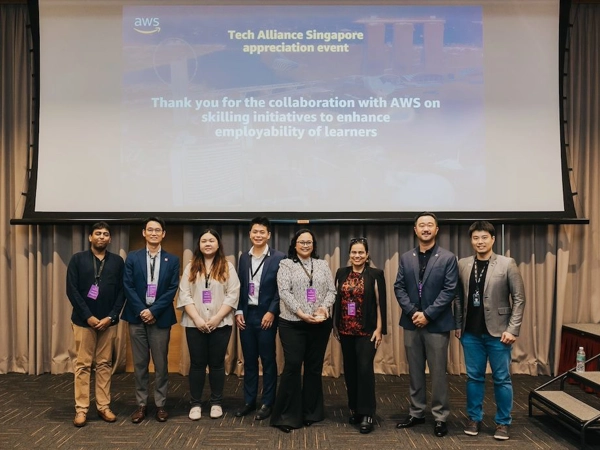 aws
Tech Alliance Singapore
appreciation event
Thank you for the collaboration with AWS on
skilling initiatives to enhance
employability of learners